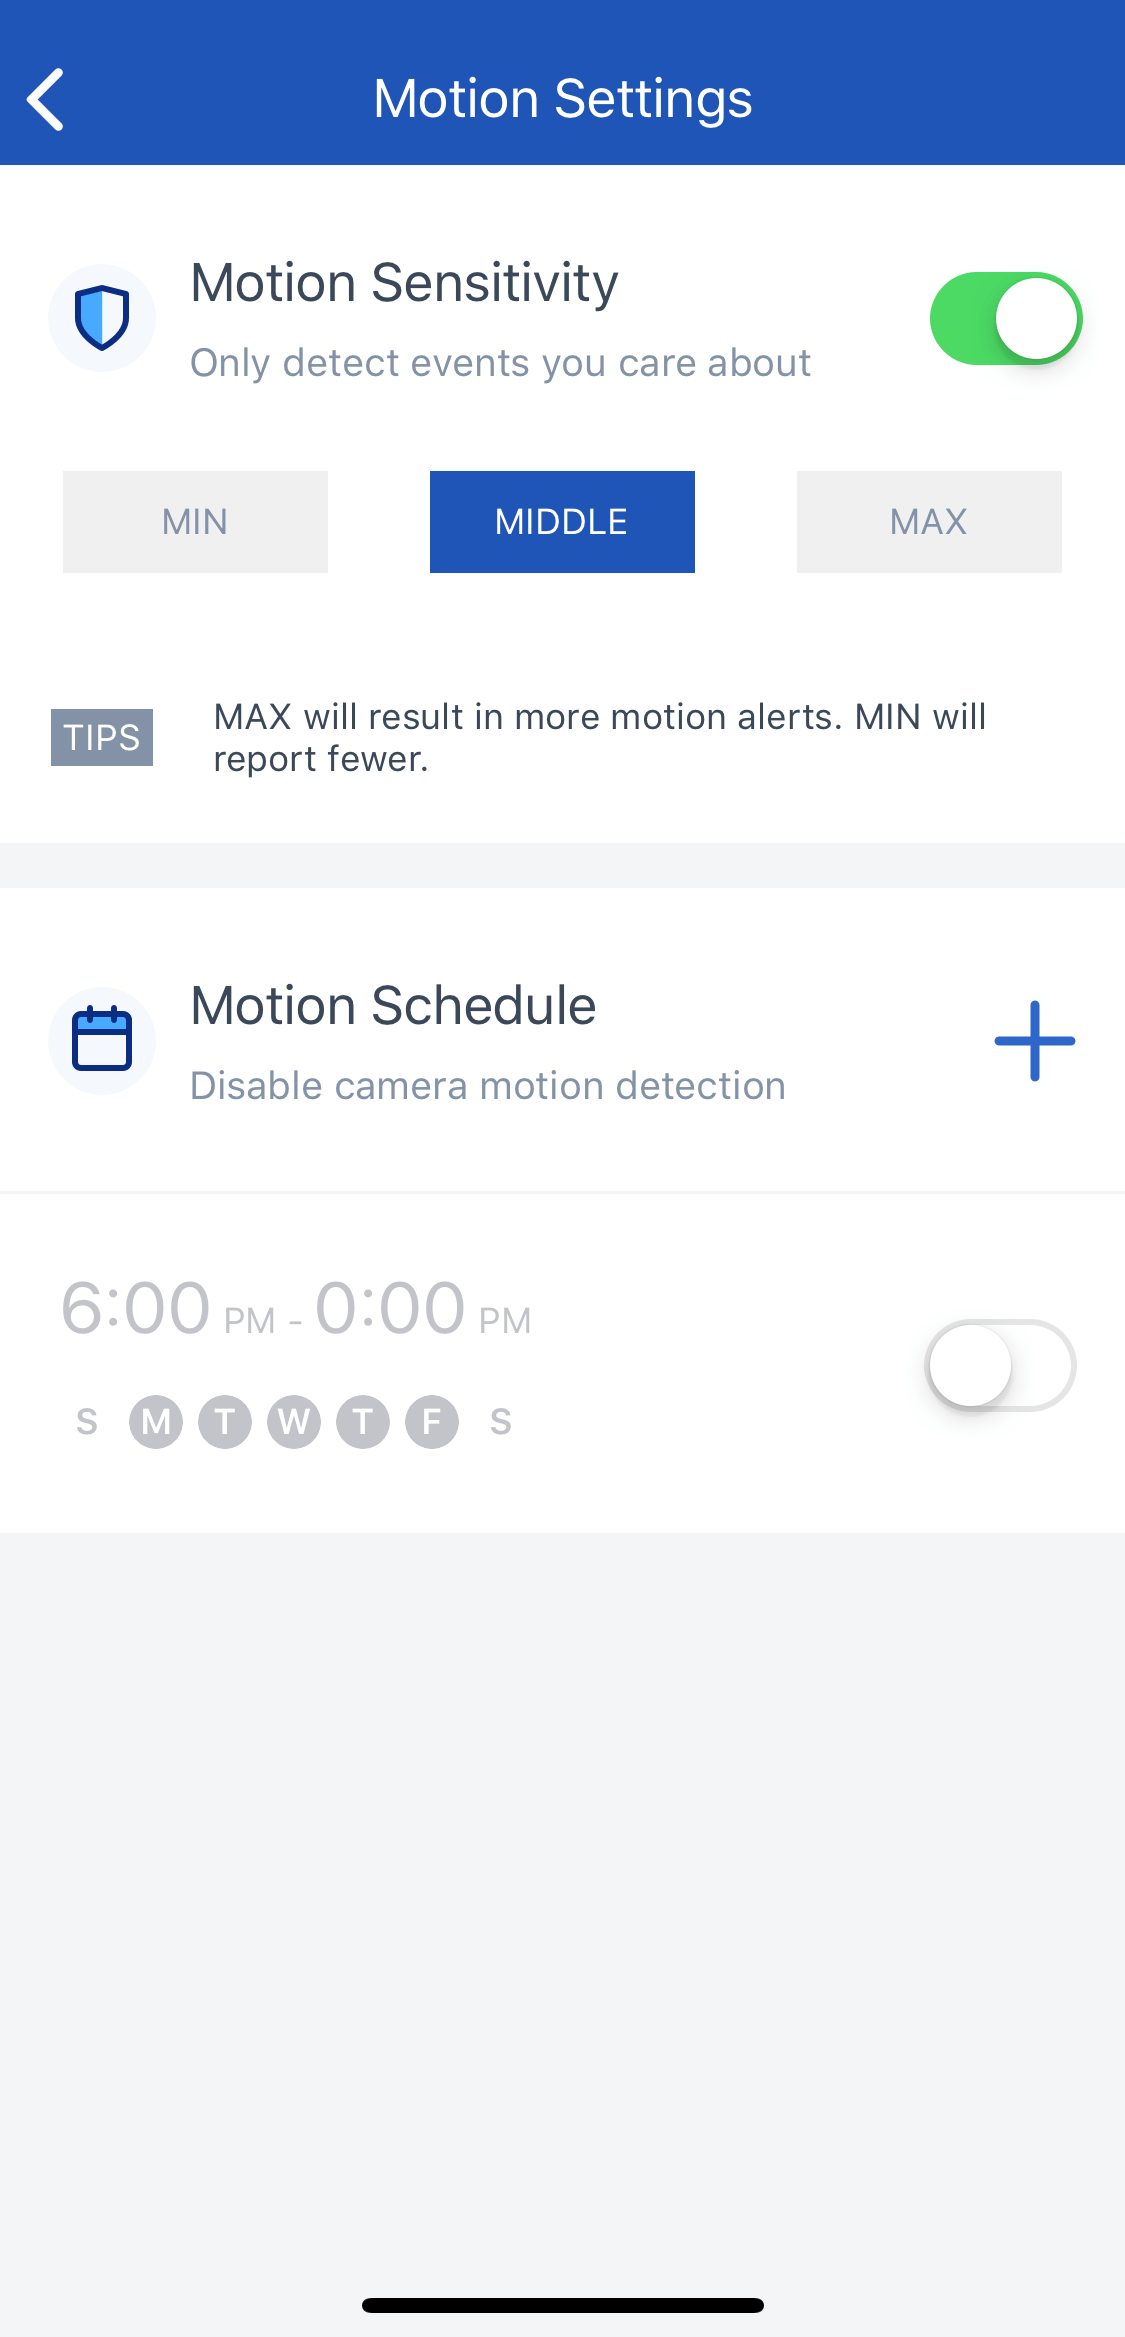 Motion Settings
Motion Sensitivity
Only detect events you care about
MIN
MIDDLE
MAX
TIPS
MAX will result in more motion alerts. MIN will
report fewer.
Motion Schedule
Disable camera motion detection
6:00 PM - 0:00 PM
S M T W T F S